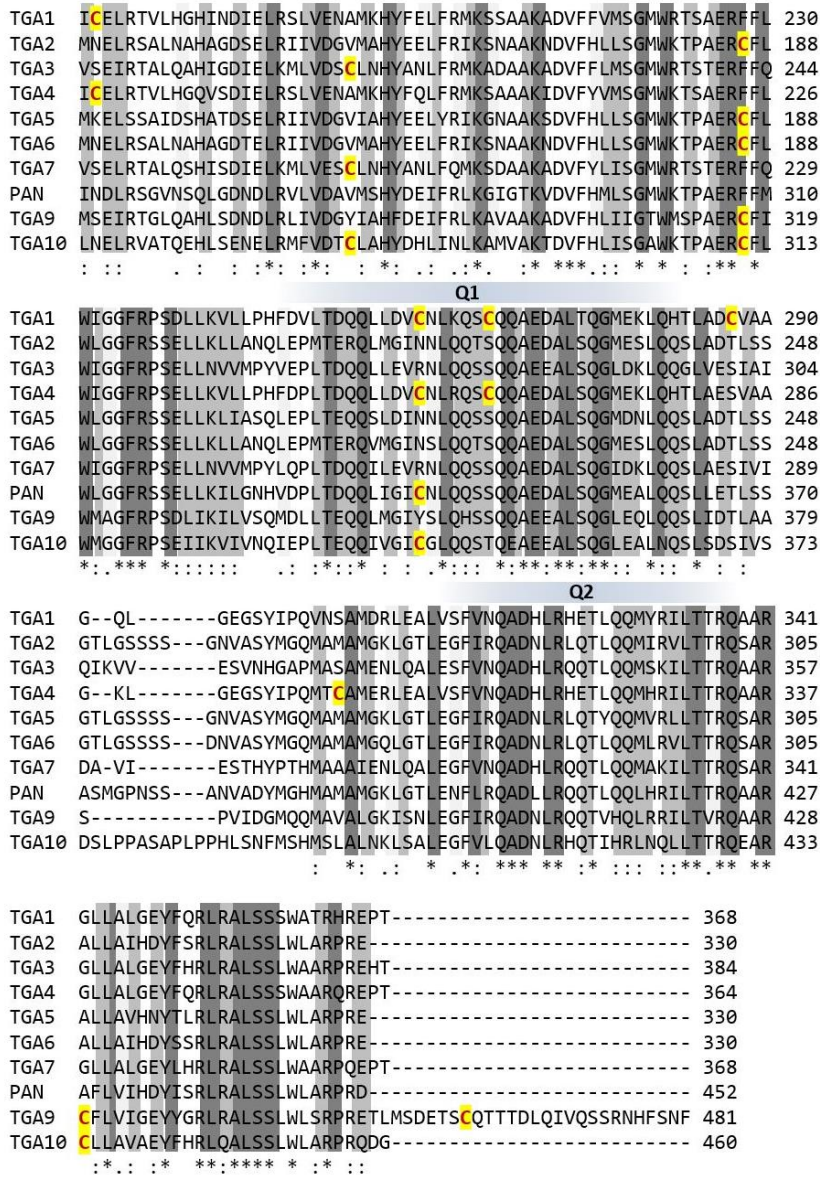 TGA1 ICELRTVLHGHINDIELRSLVENAMKHYFELFRMKSSAAKADVFFVMSGMWRTSAERFFL 230
TGA2 MNELRSALNAHAGDSELRIIVDGVMAHYEELFRIKSNAAKNDVFHLLSGMWKTPAERCFL 188
TGA3 VSEIRTALQAHIGDIELKMLVDSCLNHYANLFRMKADAAKADVFFLMSGMWRTSTERFFQ 244
TGA4 ICELRTVLHGQVSDIELRSLVENAMKHYFQLFRMKSAAAKIDVFYVMSGMWKTSAERFFL 226
TGA5 MKELSSAIDSHATDSELRIIVDGVIAHYEELYRIKGNAAKSDVFHLLSGMWKTPAERCFL 188
TGA6 MNELRSALNAHAGDTELRIIVDGVMAHYEELFRIKSNAAKNDVFHLLSGMWKTPAERCFL 188
TGA7 VSELRTALQSHISDIELKMLVESCLNHYANLFQMKSDAAKADVFYLISGMWRTSTERFFQ 229
PAN INDLRSGVNSQLGDNDLRVLVDAVMSHYDEIFRLKGIGTKVDVFHMLSGMWKTPAERFFM 310
TGA9 MSEIRTGLQAHLSDNDLRLIVDGYIAHFDEIFRLKAVAAKADVFHLIIGTWMSPAERCFI 319
TGA10 LNELRVATQEHLSENELRMFVDTCLAHYDHLINLKAMVAKTDVFHLISGAWKTPAERCFL 313
: :: . : : :*: :*: . *: .: .:*. :* ***.:: * * : :** *
Q1
TGA1 WIGGFRPSDLLKVLLPHFDVLTDQQLLDVCNLKQSCQQAEDALTQGMEKLQHTLADCVAA 290
TGA2 WLGGFRSSELLKLLANQLEPMTERQLMGINNLQQTSQQAEDALSQGMESLQQSLADTLSS 248
TGA3 WIGGFRPSELLNVVMPYVEPLTDQQLLEVRNLQQSSQQAEEALSQGLDKLQQGLVESIAI 304
TGA4 WIGGFRPSDLLKVLLPHFDPLTDQQLLDVCNLRQSCQQAEDALSQGMEKLQHTLAESVAA 286
TGA5 WLGGFRSSELLKLIASQLEPLTEQQSLDINNLQQSSQQAEDALSQGMDNLQQSLADTLSS 248
TGA6 WLGGFRSSELLKLLANQLEPMTERQVMGINSLQQTSQQAEDALSQGMESLQQSLADTLSS 248
TGA7 WIGGFRPSELLNVVMPYLQPLTDQQILEVRNLQQSSQQAEDALSQGIDKLQQSLAESIVI 289
PAN WLGGFRSSELLKILGNHVDPLTDQQLIGICNLQQSSQQAEDALSQGMEALQQSLLETLSS 370
TGA9 WMAGFRPSDLIKILVSQMDLLTEQQLMGIYSLQHSSQQAEEALSQGLEQLQQSLIDTLAA 379
TGA10 WMGGFRPSEIIKVIVNQIEPLTEQQIVGICGLQQSTQEAEEALSQGLEALNQSLSDSIVS 373
*:.*** *:::::: .: :*::* : : .*::: *:**:**:**:: *:: * : :
Q2
TGA1 G--QL-------GEGSYIPQVNSAMDRLEALVSFVNQADHLRHETLQQMYRILTTRQAAR 341
TGA2 GTLGSSSS---GNVASYMGQMAMAMGKLGTLEGFIRQADNLRLQTLQQMIRVLTTRQSAR 305
TGA3 QIKVV-------ESVNHGAPMASAMENLQALESFVNQADHLRQQTLQQMSKILTTRQAAR 357
TGA4 G--KL-------GEGSYIPQMTCAMERLEALVSFVNQADHLRHETLQQMHRILTTRQAAR 337
TGA5 GTLGSSSS---GNVASYMGQMAMAMGKLGTLEGFIRQADNLRLQTYQQMVRLLTTRQSAR 305
TGA6 GTLGSSSS---DNVASYMGQMAMAMGQLGTLEGFIRQADNLRLQTLQQMLRVLTTRQSAR 305
TGA7 DA-VI-------ESTHYPTHMAAAIENLQALEGFVNQADHLRQQTLQQMAKILTTRQSAR 341
PAN ASMGPNSS---ANVADYMGHMAMAMGKLGTLENFLRQADLLRQQTLQQLHRILTTRQAAR 427
TGA9 S----------PVIDGMQQMAVALGKISNLEGFIRQADNLRQQTVHQLRRILTVRQAAR 428
TGA10 DSLPPASAPLPPHLSNFMSHMSLALNKLSALEGFVLQADNLRHQTIHRLNQLLTTRQEAR 433
: *: .: * .*: *** ** :* ::: ::**.** **
TGA1 GLLALGEYFQRLRALSSSWATRHREPT--------------------------- 368
TGA2 ALLAIHDYFSRLRALSSLWLARPRE----------------------------- 330
TGA3 GLLALGEYFHRLRALSSLWAARPREHT--------------------------- 384
TGA4 GLLALGEYFQRLRALSSSWAARQREPT--------------------------- 364
TGA5 ALLAVHNYTLRLRALSSLWLARPRE----------------------------- 330
TGA6 ALLAIHDYSSRLRALSSLWLARPRE----------------------------- 330
TGA7 GLLALGEYLHRLRALSSLWAARPQEPT--------------------------- 368
PAN AFLVIHDYISRLRALSSLWLARPRD----------------------------- 452
TGA9 CFLVIGEYYGRLRALSSLWLSRPRETLMSDETSCQTTTDLQIVQSSRNHFSNF 481
TGA10 CLLAVAEYFHRLQALSSLWLSRPRQDG--------------------------- 460
:*.: :* **:**** * :* ::